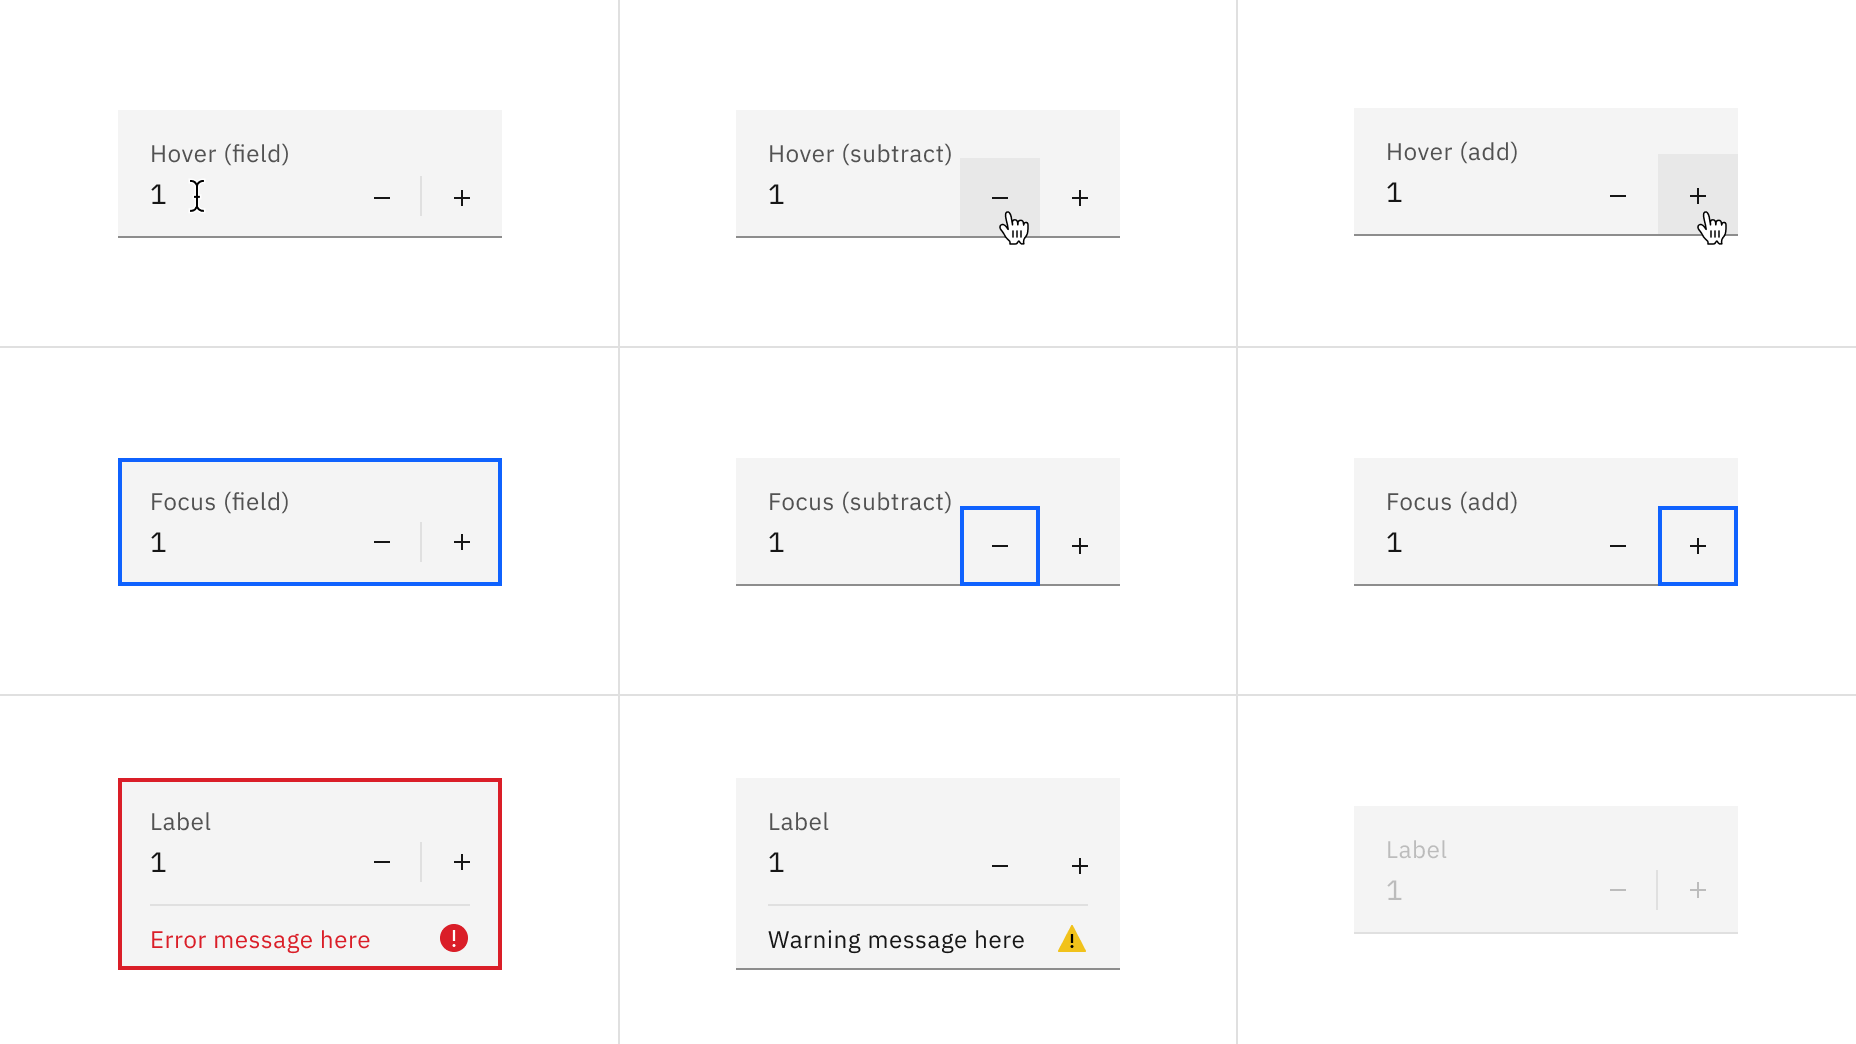 Hover (field)
1 − +
Hover (subtract)
1 − +
Hover (add)
1 − +
Focus (field)
1 − +
Focus (subtract)
1 − +
Focus (add)
1 − +
Label
1 − +
Error message here !
Label
1 − +
Warning message here !
Label
1 − +